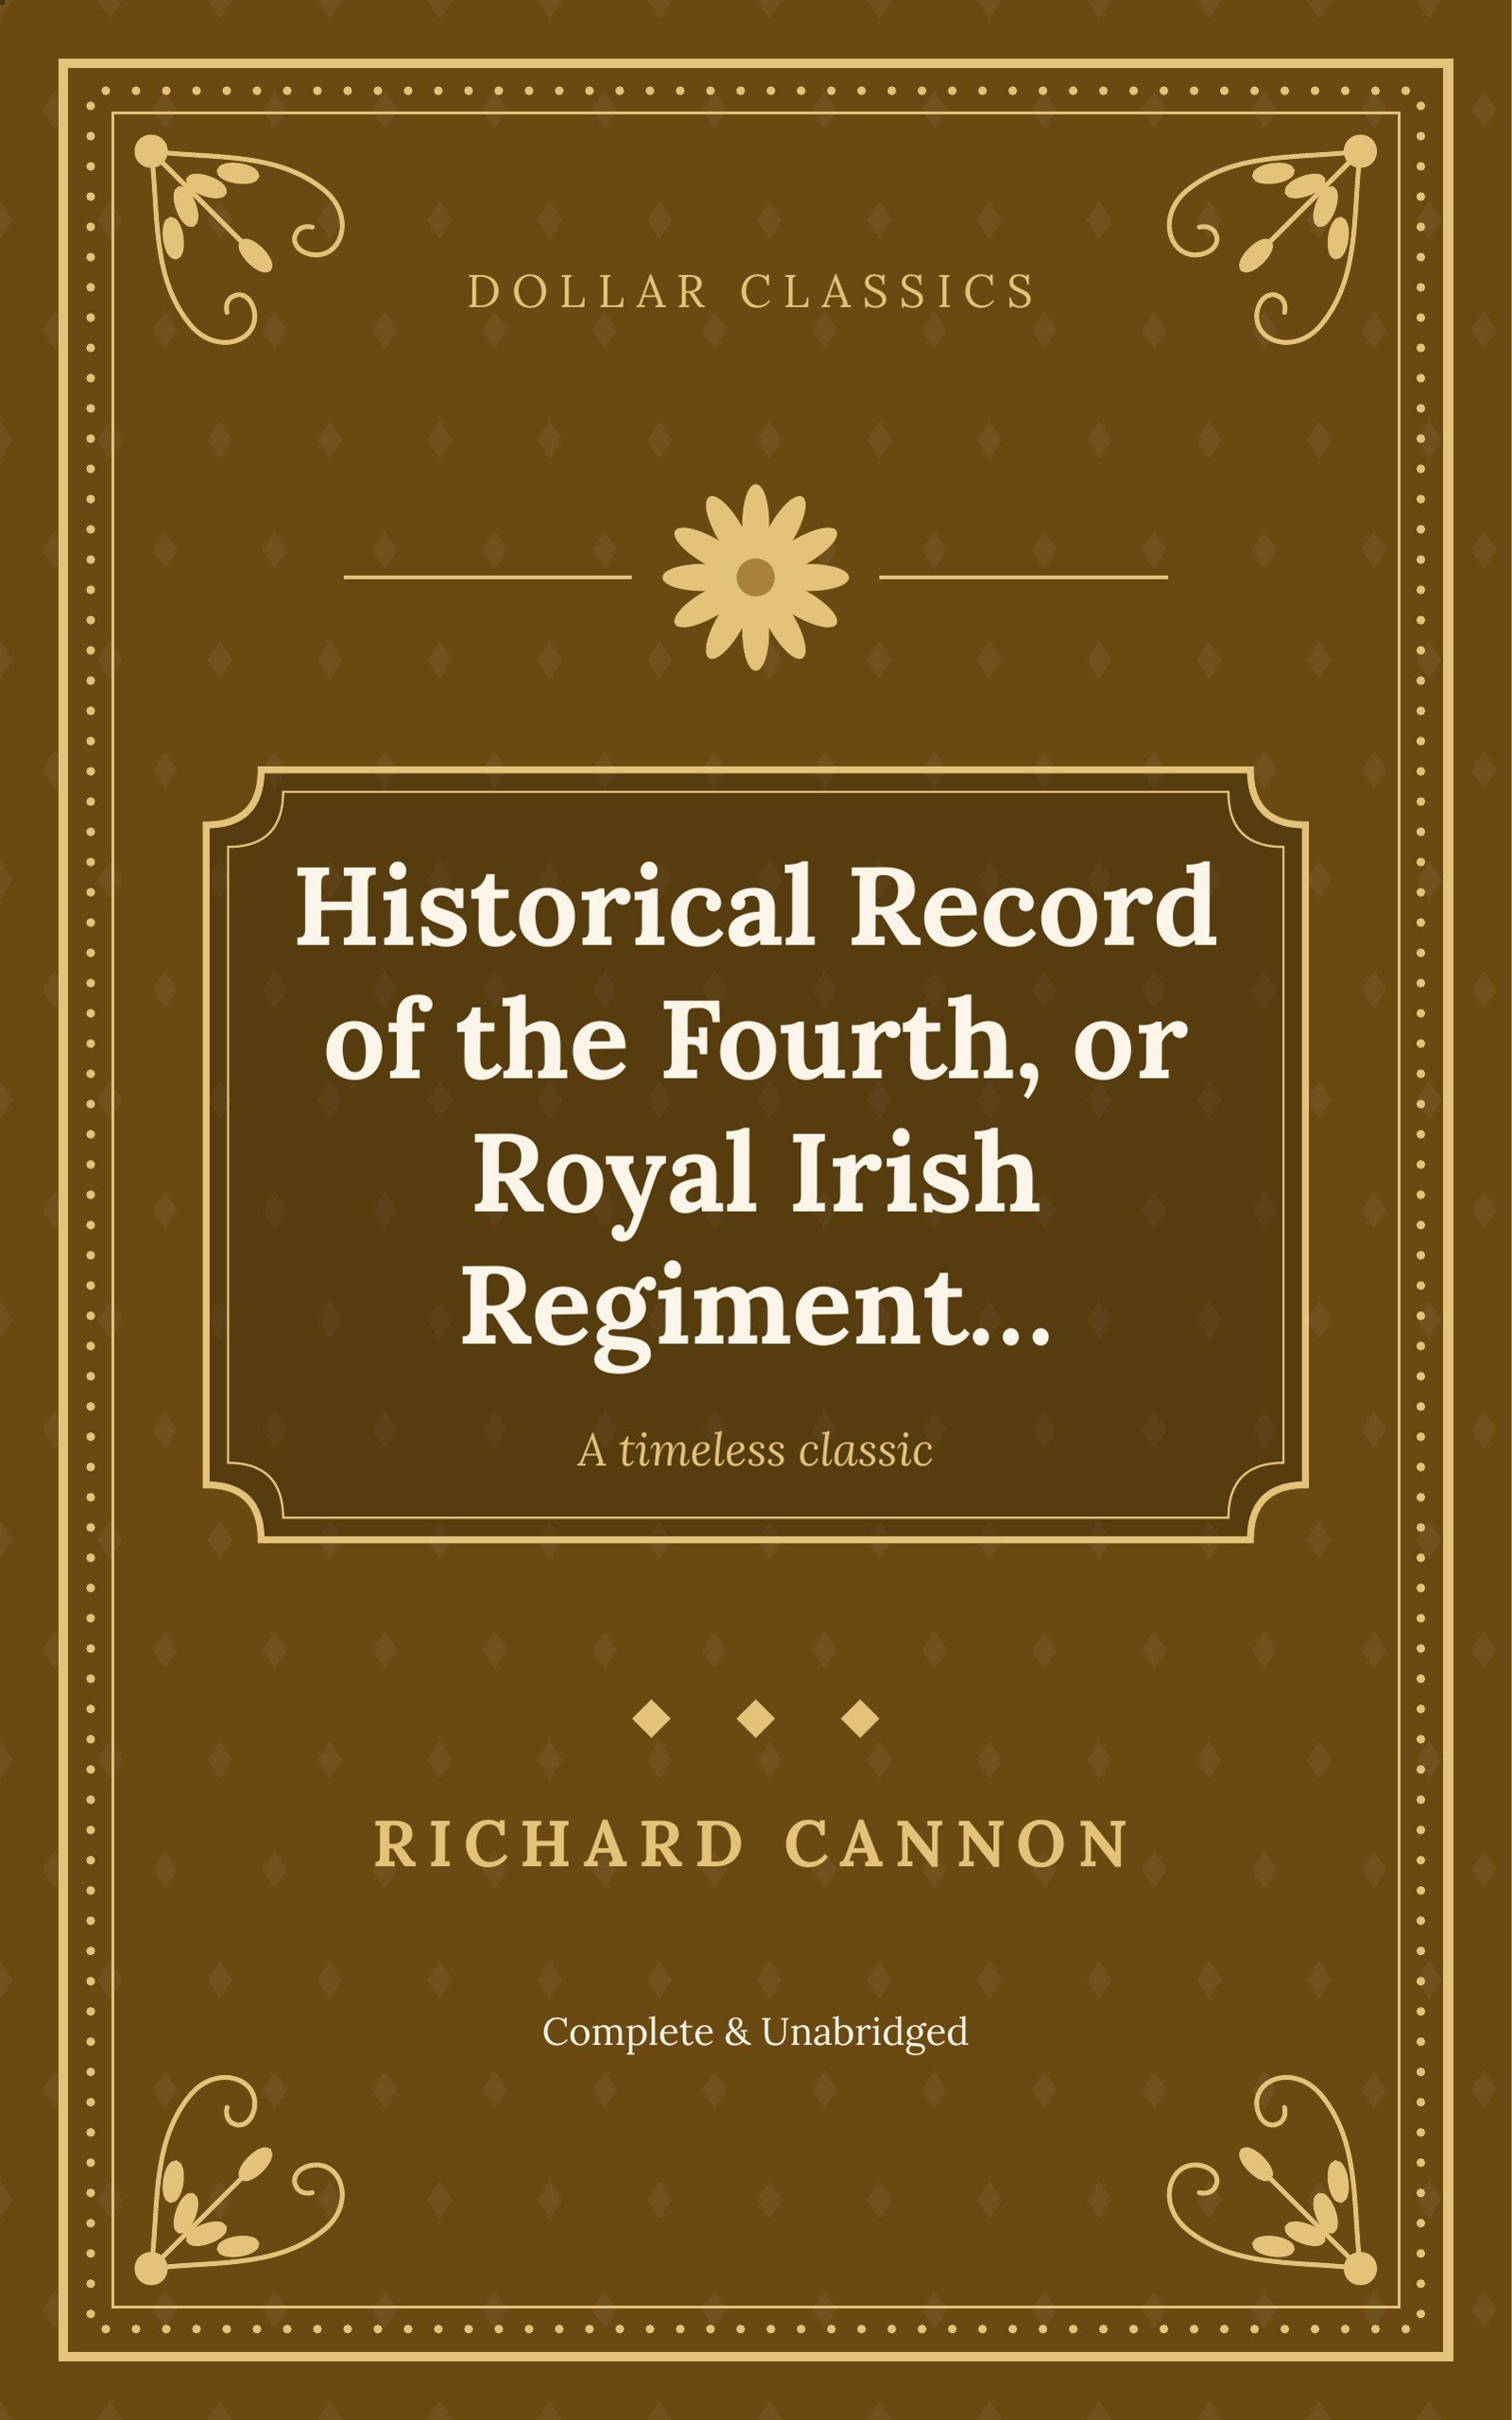 DOLLAR CLASSICS
Historical Record
of the Fourth, or
Royal Irish
Regiment...
A timeless classic
RICHARD CANNON
Complete & Unabridged